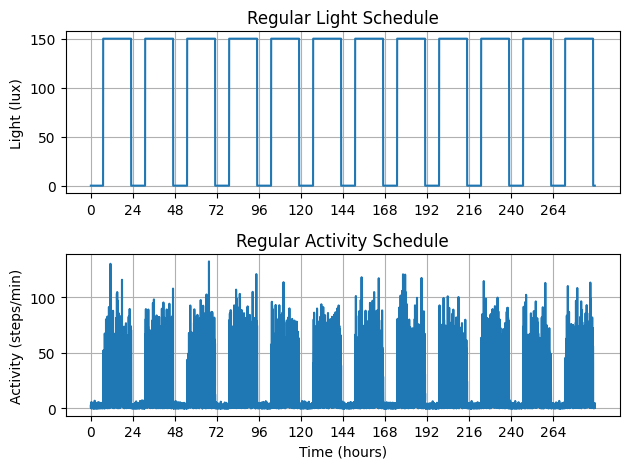 Regular Light Schedule
150
100
50
0
Light (lux)
0 24 48 72 96 120 144 168 192 216 240 264
Regular Activity Schedule
100
50
0
Activity (steps/min)
0 24 48 72 96 120 144 168 192 216 240 264
Time (hours)